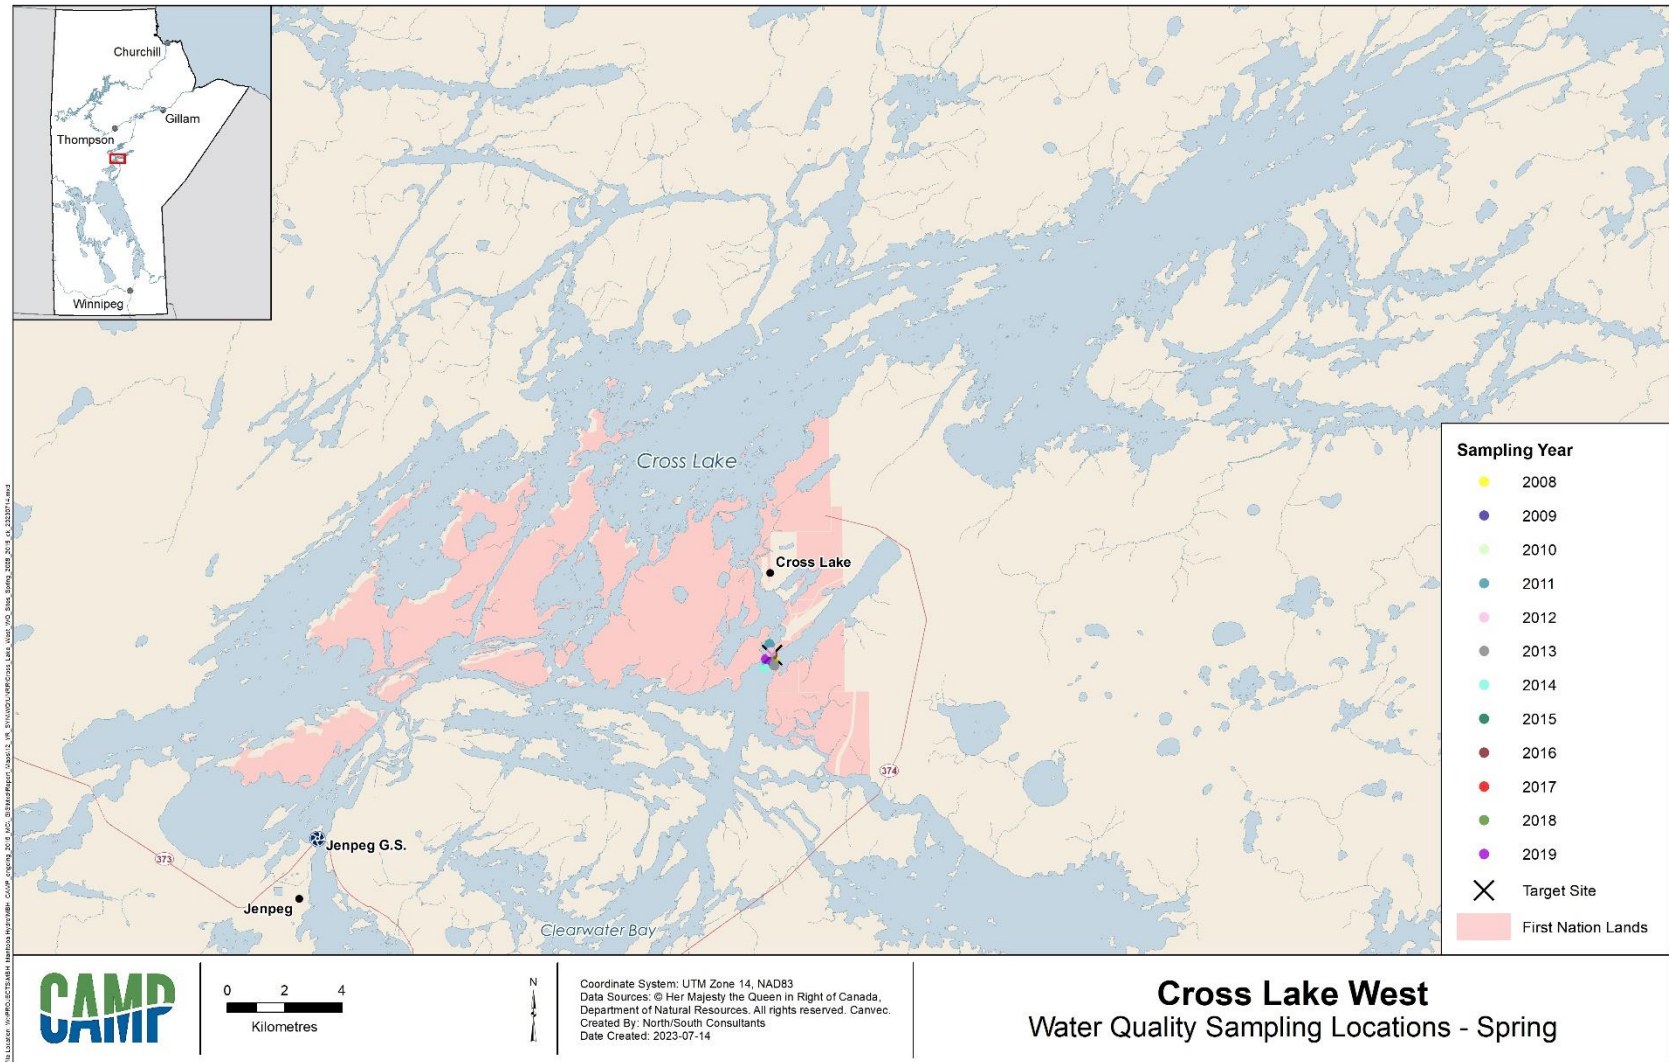 Churchill
Gillam
Thompson
Winnipeg
Cross Lake
Cross Lake
374
373
Jenpeg G.S.
Jenpeg
Clearwater Bay
Sampling Year
2008
2009
2010
2011
2012
2013
2014
2015
2016
2017
2018
2019
Target Site
First Nation Lands
CAMP
0 2 4
Kilometres
N
Coordinate System: UTM Zone 14, NAD83
Data Sources: © Her Majesty the Queen in Right of Canada,
Department of Natural Resources. All rights reserved. Canvec.
Created By: North/South Consultants
Date Created: 2023-07-14
Cross Lake West
Water Quality Sampling Locations - Spring